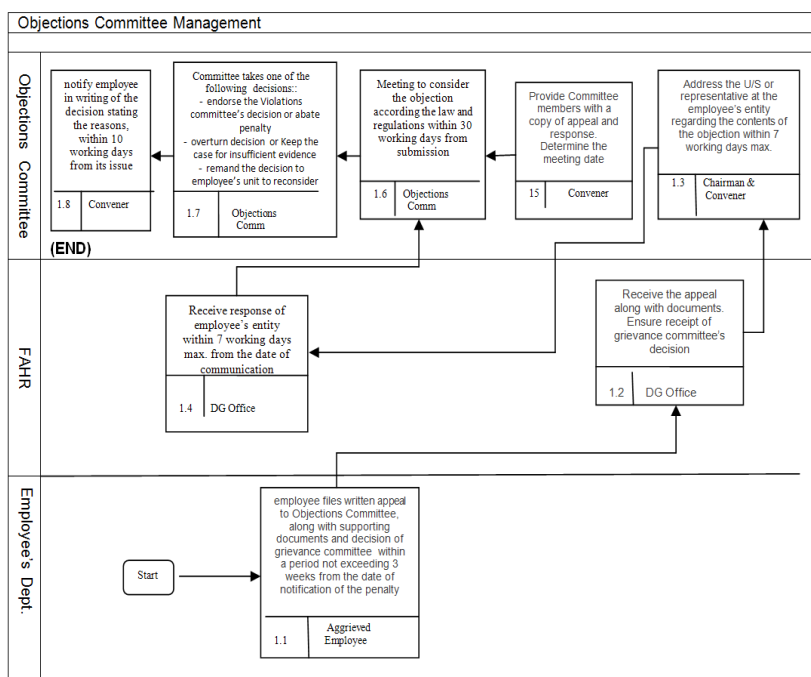 Objections Committee Management
Objections Committee
notify employee
in writing of the
decision stating
the reasons,
within 10
working days
from its issue
1.8 Convener
(END)
Committee takes one of the
following decisions::
- endorse the Violations
committee's decision or abate
penalty
- overturn decision or Keep the
case for insufficient evidence
- remand the decision to
employee's unit to reconsider
1.7 Objections
Comm
Meeting to consider
the objection
according the law and
regulations within 30
working days from
submission
1.6 Objections
Comm
Provide Committee
members with a
copy of appeal and
response.
Determine the
meeting date
15 Convener
Address the U/S or
representative at the
employee's entity
regarding the contents of
the objection within 7
working days max.
1.3 Chairman &
Convener
FAHR
Receive response of
employee's entity
within 7 working days
max. from the date of
communication
1.4 DG Office
Receive the appeal
along with documents.
Ensure receipt of
grievance committee's
decision
1.2 DG Office
Employee's Dept.
Start
employee files written appeal
to Objections Committee,
along with supporting
documents and decision of
grievance committee within
a period not exceeding 3
weeks from the date of
notification of the penalty
1.1 Aggrieved
Employee